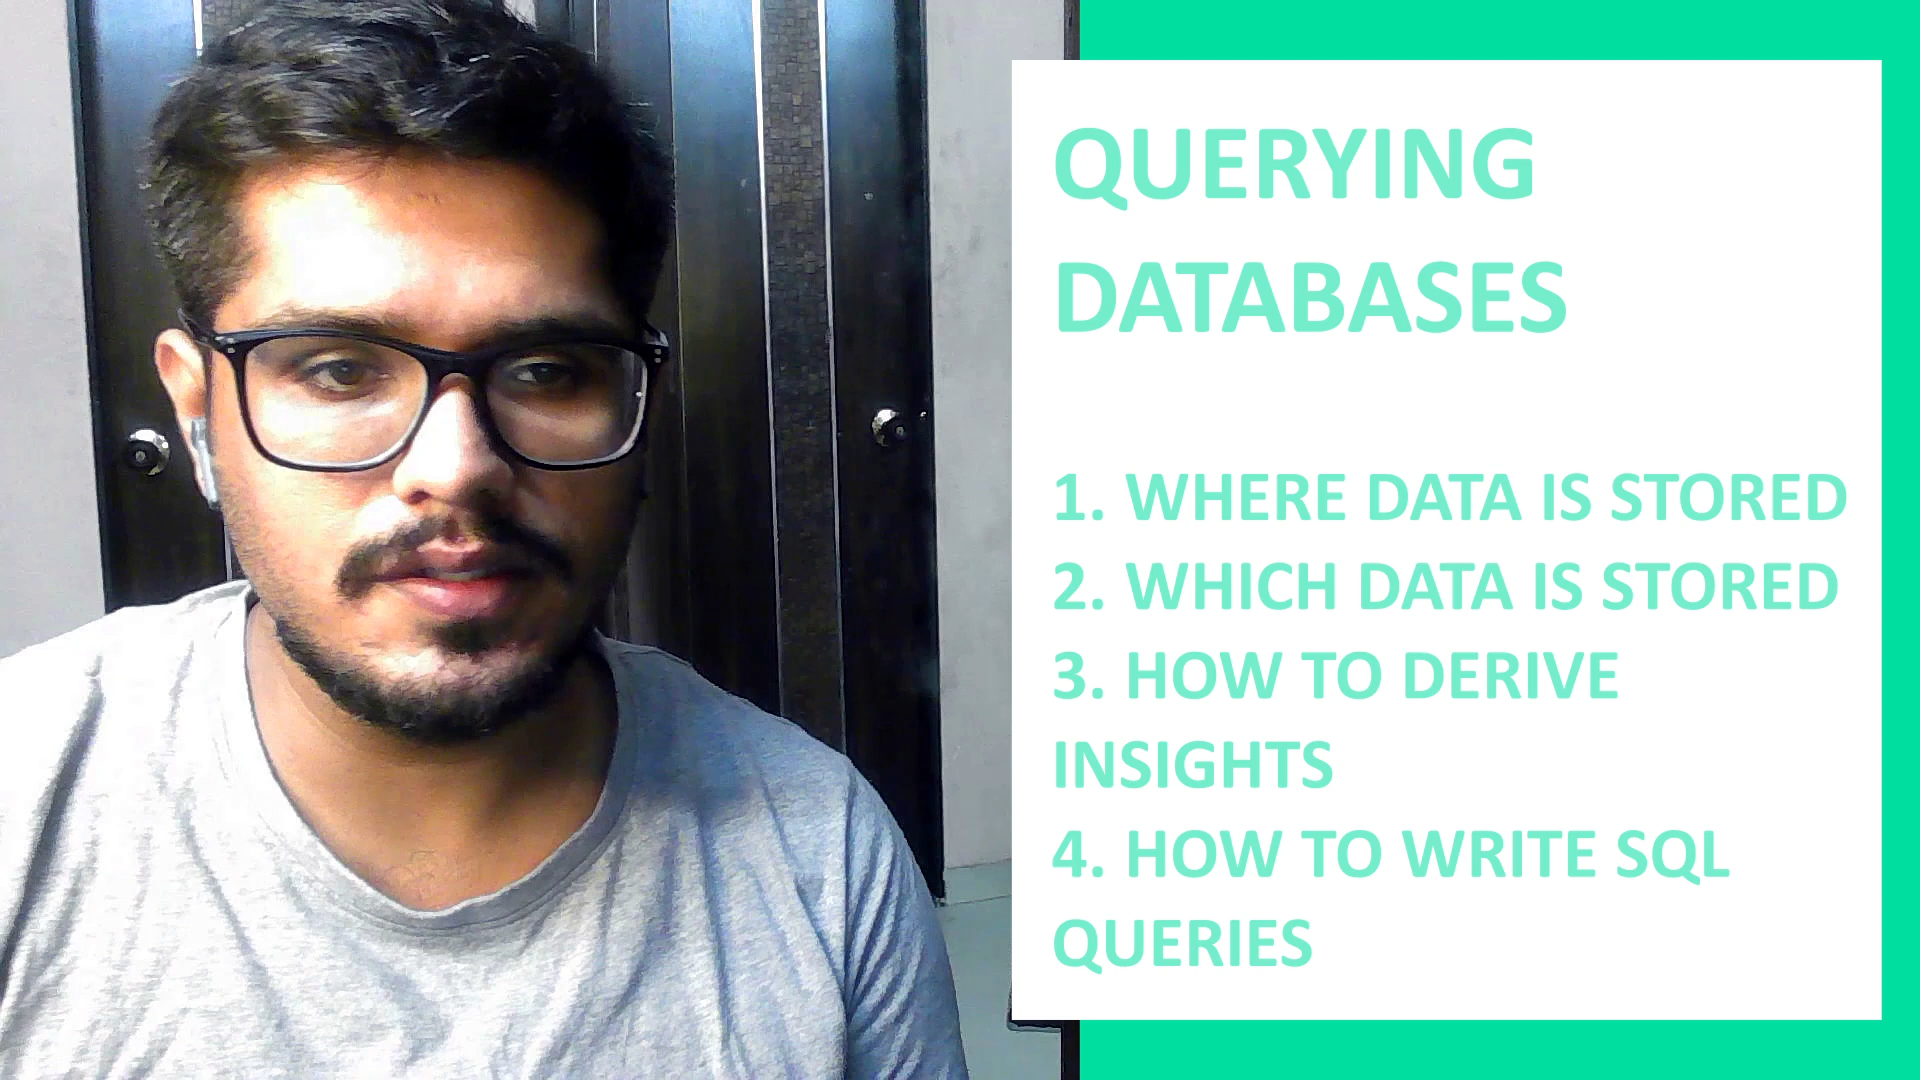 QUERYING
DATABASES
1. WHERE DATA IS STORED
2. WHICH DATA IS STORED
3. HOW TO DERIVE
INSIGHTS
4. HOW TO WRITE SQL
QUERIES